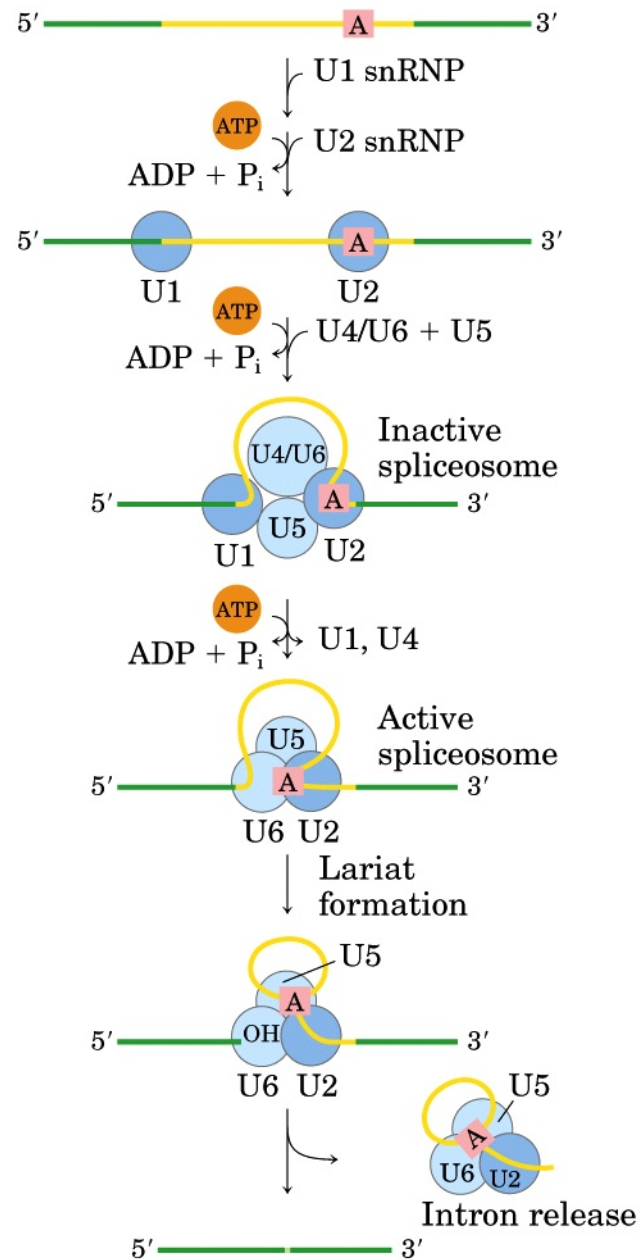 5′ A 3′
U1 snRNP
ATP
U2 snRNP
ADP + Pi
5′ A 3′
U1 U2
ATP
U4/U6 + U5
ADP + Pi
Inactive
spliceosome
U4/U6
5′ A 3′
U5
U1 U2
ATP
U1, U4
ADP + Pi
Active
spliceosome
U5
5′ A 3′
U6 U2
Lariat
formation
U5
A
5′ OH 3′
U6 U2
U5
A
U6 U2
Intron release
5′ 3′